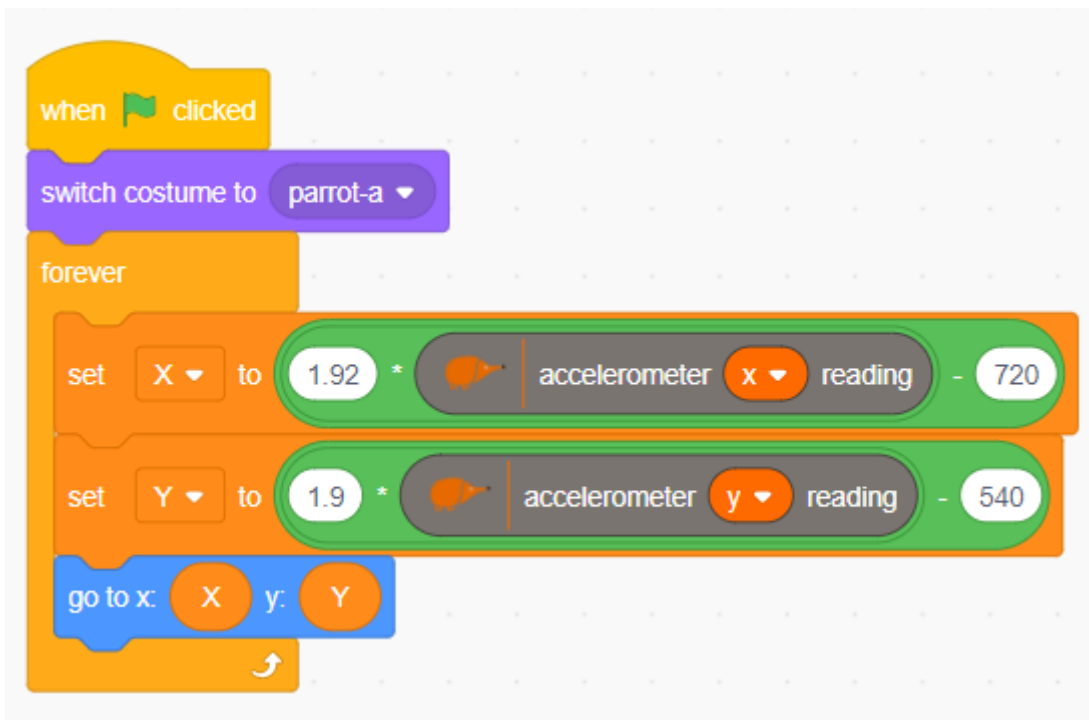 when clicked
switch costume to parrot-a
forever
set X to 1.92 * accelerometer x reading - 720
set Y to 1.9 * accelerometer y reading - 540
go to x: X y: Y